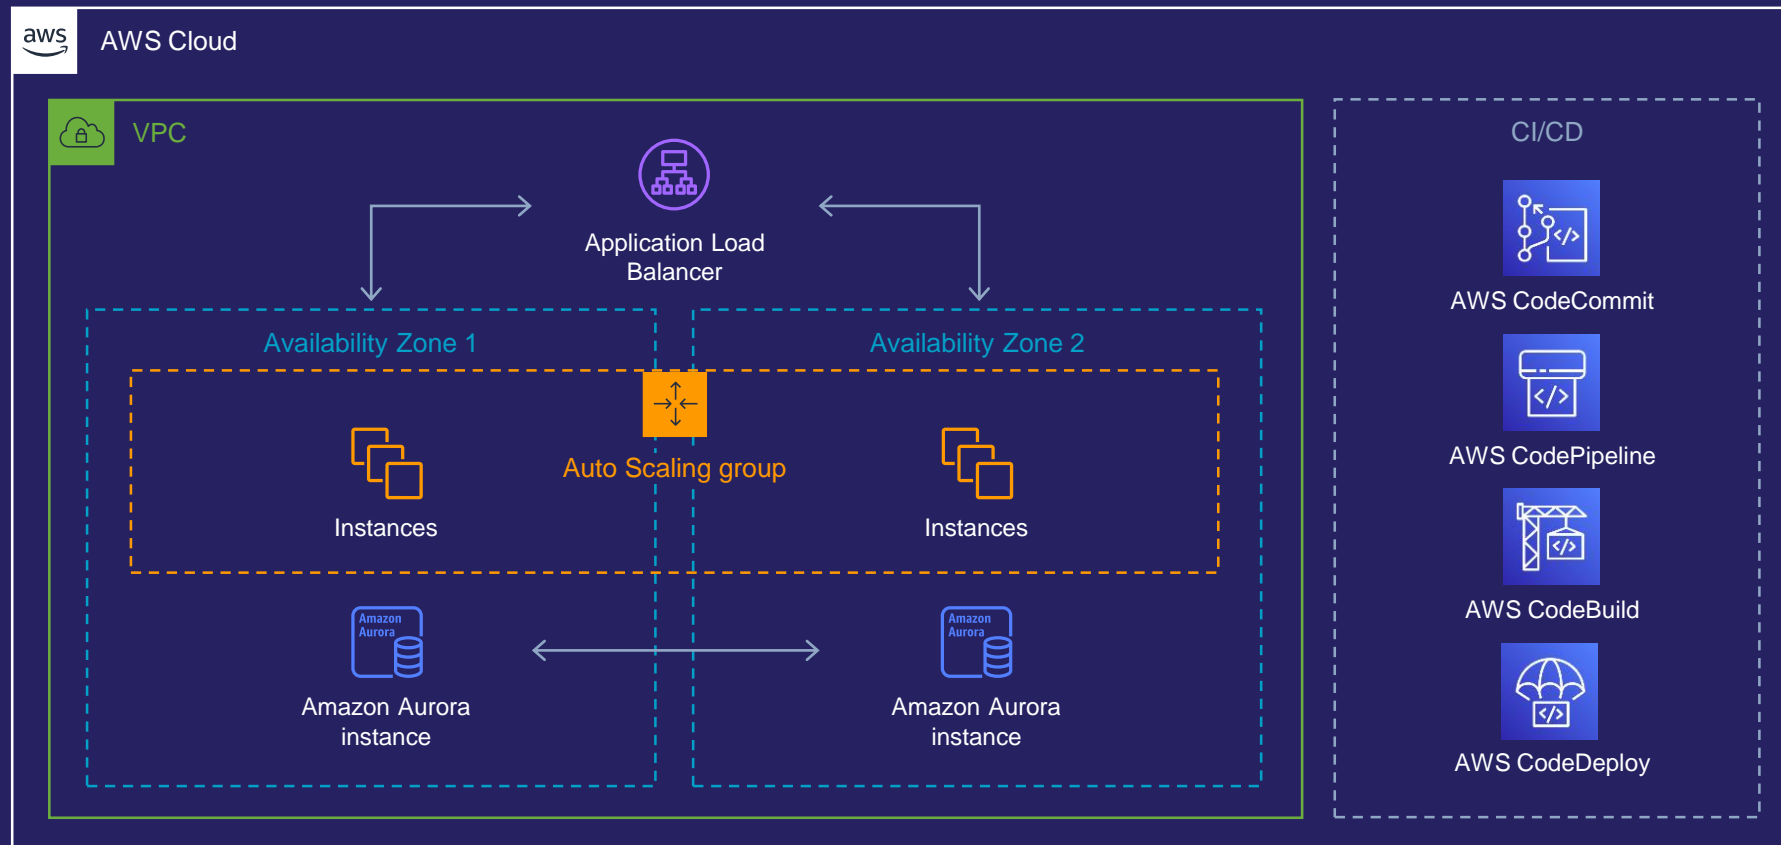 aws
AWS Cloud
VPC
Application Load
Balancer
Availability Zone 1
Availability Zone 2
Auto Scaling group
Instances
Instances
Amazon
Aurora
Amazon Aurora
instance
Amazon
Aurora
Amazon Aurora
instance
CI/CD
</>
AWS CodeCommit
</>
AWS CodePipeline
</>
AWS CodeBuild
</>
AWS CodeDeploy